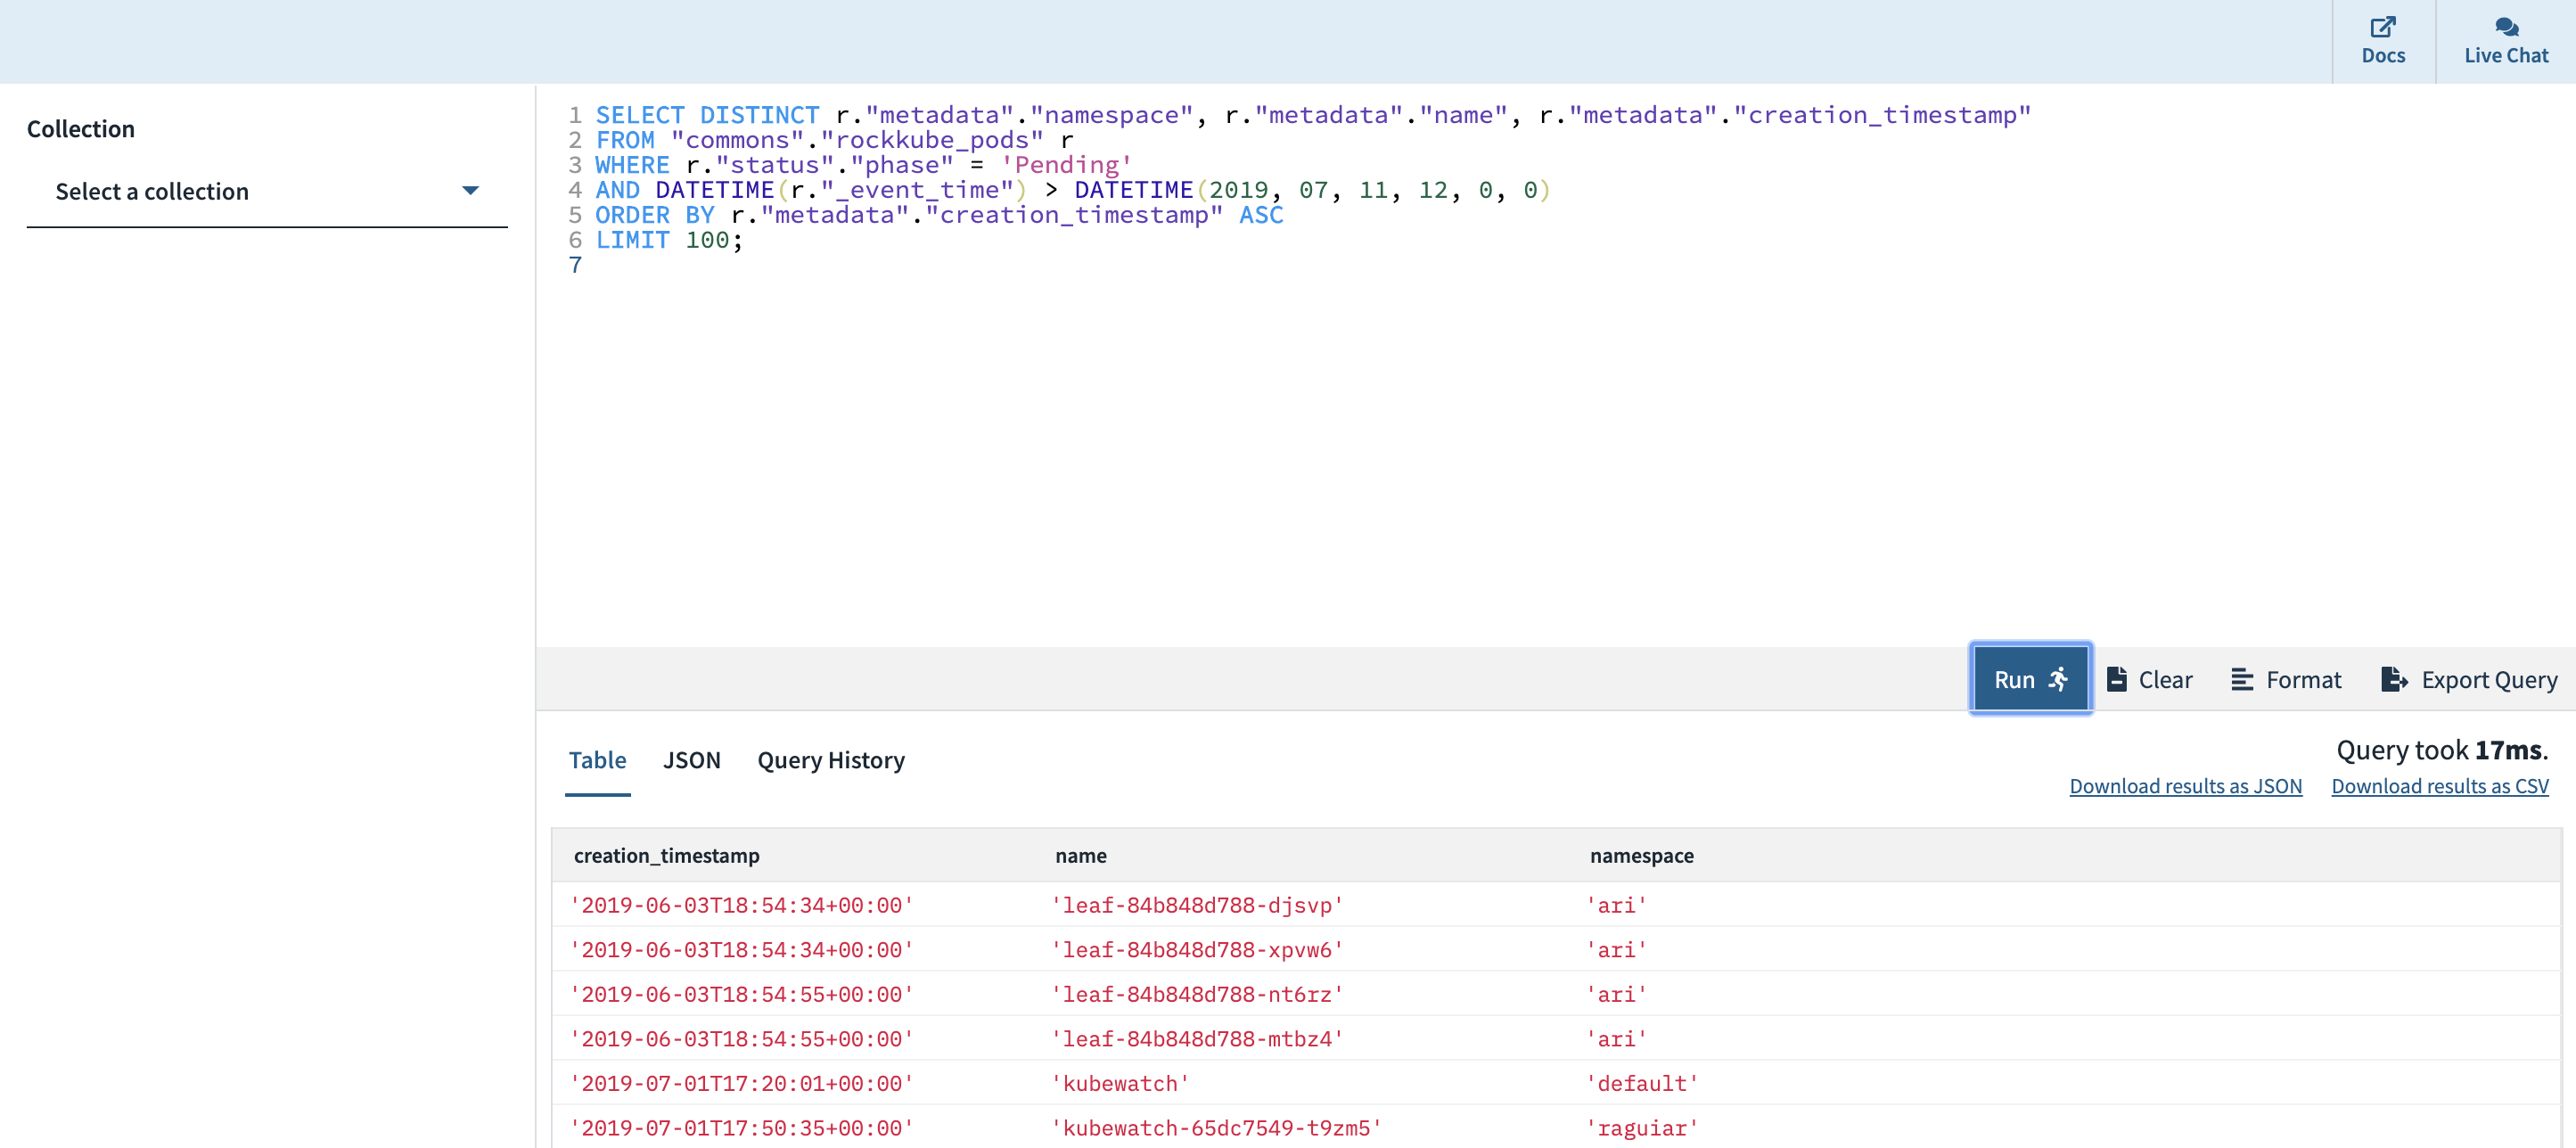 Docs
Live Chat
Collection
Select a collection
1 SELECT DISTINCT r."metadata"."namespace", r."metadata"."name", r."metadata"."creation_timestamp"
2 FROM "commons"."rockkube_pods" r
3 WHERE r."status"."phase" = 'Pending'
4 AND DATETIME(r."_event_time") > DATETIME(2019, 07, 11, 12, 0, 0)
5 ORDER BY r."metadata"."creation_timestamp" ASC
6 LIMIT 100;
7
Run Clear Format Export Query
Table JSON Query History
Query took 17ms.
Download results as JSON Download results as CSV
creation_timestamp name namespace
'2019-06-03T18:54:34+00:00' 'leaf-84b848d788-djsvp' 'ari'
'2019-06-03T18:54:34+00:00' 'leaf-84b848d788-xpvw6' 'ari'
'2019-06-03T18:54:55+00:00' 'leaf-84b848d788-nt6rz' 'ari'
'2019-06-03T18:54:55+00:00' 'leaf-84b848d788-mtbz4' 'ari'
'2019-07-01T17:20:01+00:00' 'kubewatch' 'default'
'2019-07-01T17:50:35+00:00' 'kubewatch-65dc7549-t9zm5' 'raguiar'